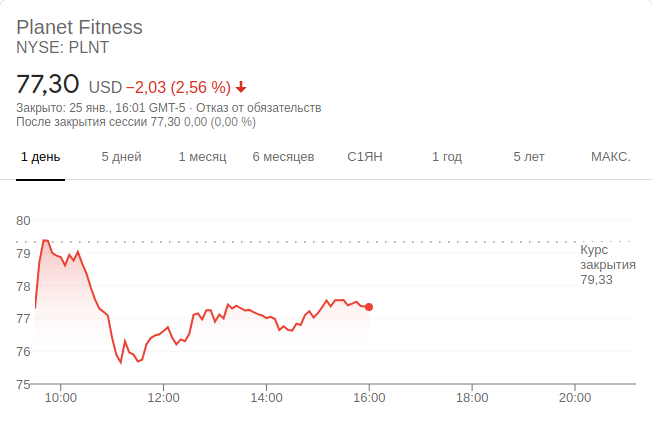 Planet Fitness
NYSE: PLNT
77,30 USD −2,03 (2,56 %)
Закрыто: 25 янв., 16:01 GMT-5 · Отказ от обязательств
После закрытия сессии 77,30 0,00 (0,00 %)
1 день 5 дней 1 месяц 6 месяцев С1ЯН 1 год 5 лет МАКС.
80
79
78
77
76
75
Курс
закрытия
79,33
10:00 12:00 14:00 16:00 18:00 20:00